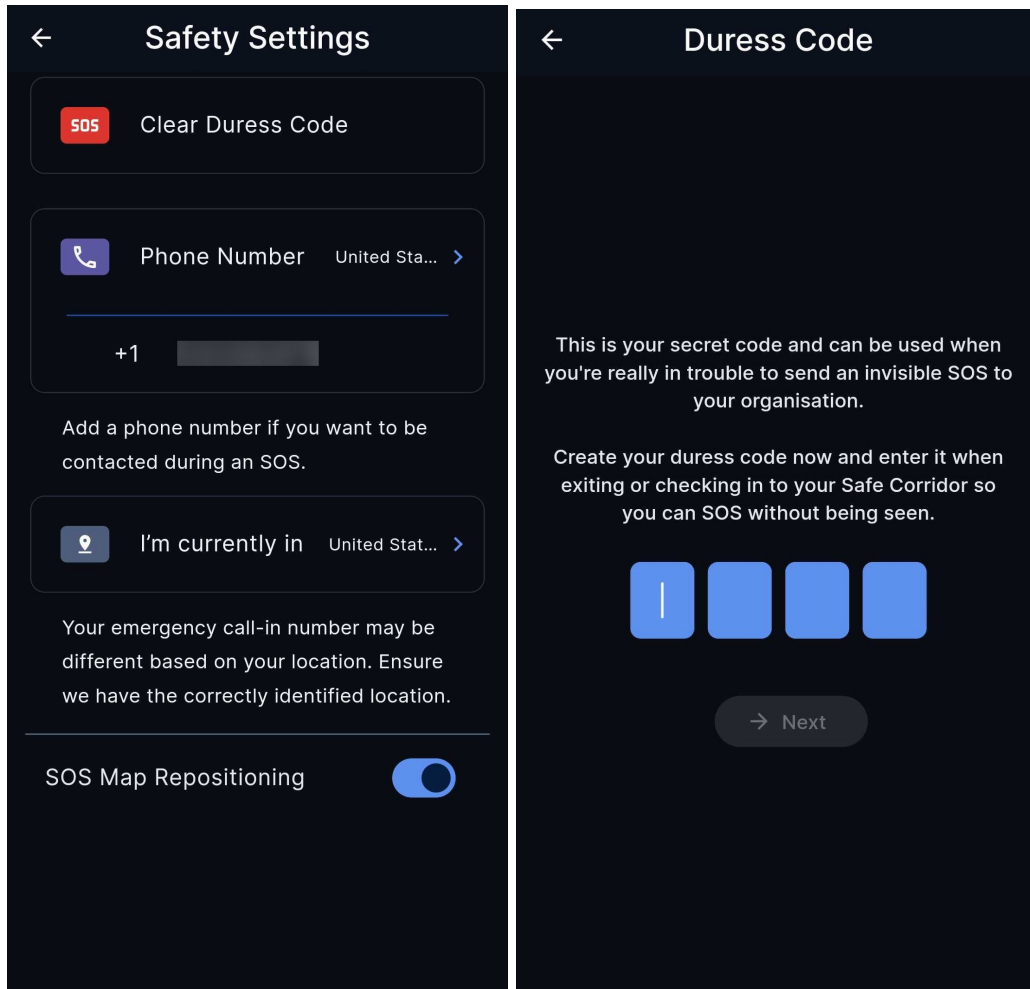 Safety Settings
SOS
Clear Duress Code
Phone Number
United Sta...
+1
Add a phone number if you want to be
contacted during an SOS.
I’m currently in
United Stat...
Your emergency call-in number may be
different based on your location. Ensure
we have the correctly identified location.
SOS Map Repositioning
Duress Code
This is your secret code and can be used when
you're really in trouble to send an invisible SOS to
your organisation.
Create your duress code now and enter it when
exiting or checking in to your Safe Corridor so
you can SOS without being seen.
Next